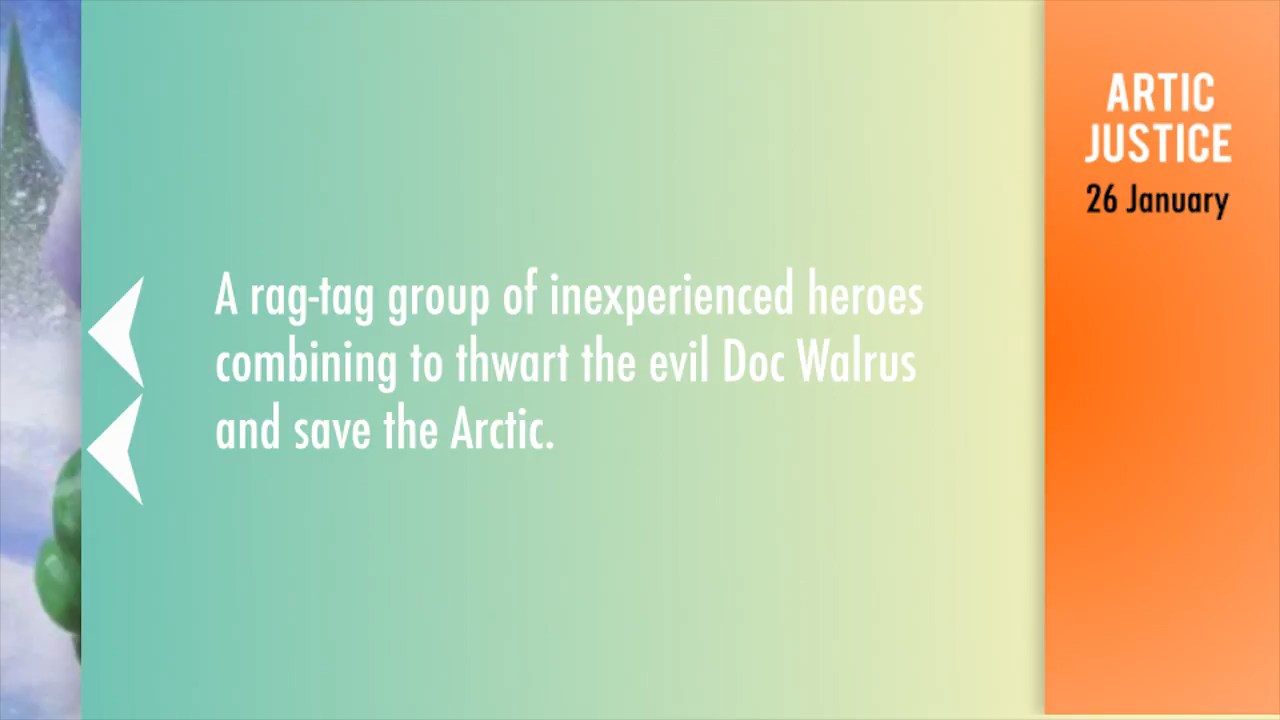 A rag-tag group of inexperienced heroes
combining to thwart the evil Doc Walrus
and save the Arctic.
ARTIC
JUSTICE
26 January